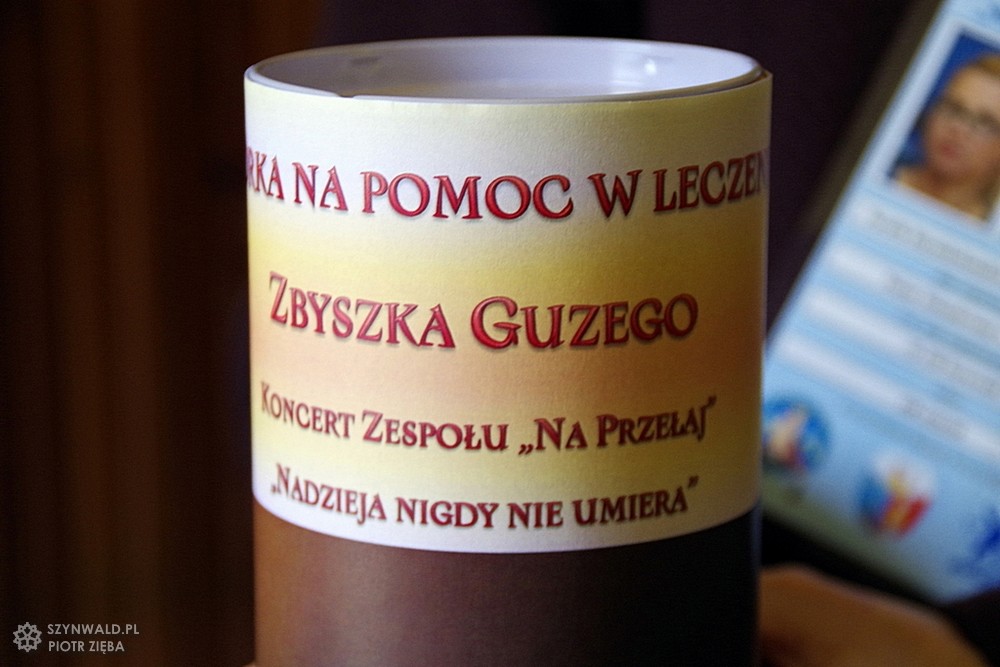 RKA NA POMOC W LECZEN
ZBYSZKA GUZEGO
KONCERT ZESPOŁU „NA PRZEŁAJ”
„NADZIEJA NIGDY NIE UMIERA”
SZYNWALD.PL
PIOTR ZIĘBA